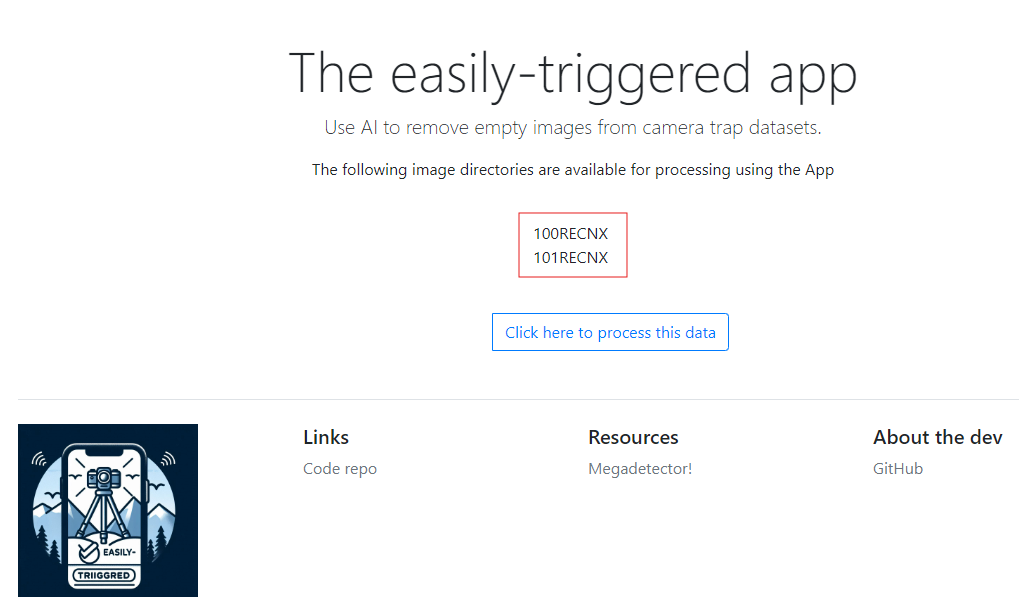 The easily-triggered app
Use AI to remove empty images from camera trap datasets.
The following image directories are available for processing using the App
100RECNX
101RECNX
Click here to process this data
EASILY-
TRIIGGRED
Links
Code repo
Resources
Megadetector!
About the dev
GitHub